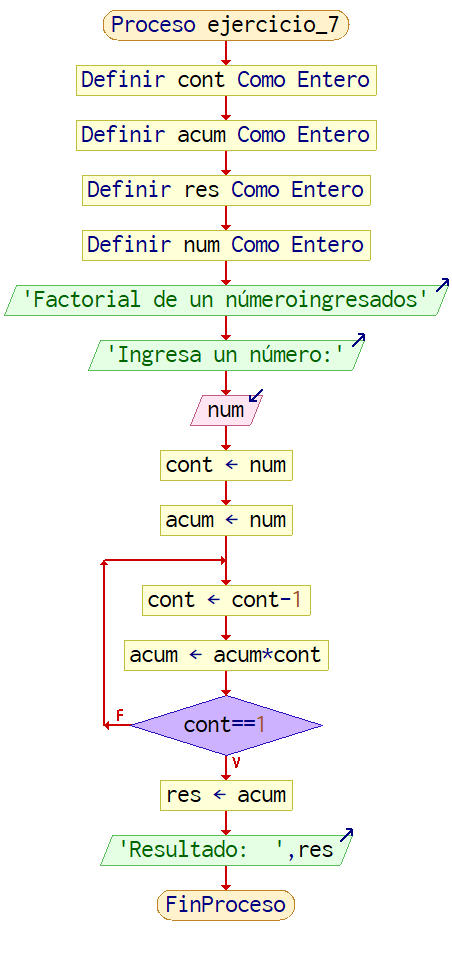 Proceso ejercicio_7
Definir cont Como Entero
Definir acum Como Entero
Definir res Como Entero
Definir num Como Entero
'Factorial de un númeroingresados'
'Ingresa un número:'
num
cont ← num
acum ← num
cont ← cont-1
acum ← acum*cont
F
cont==1
V
res ← acum
'Resultado:  ',res
FinProceso